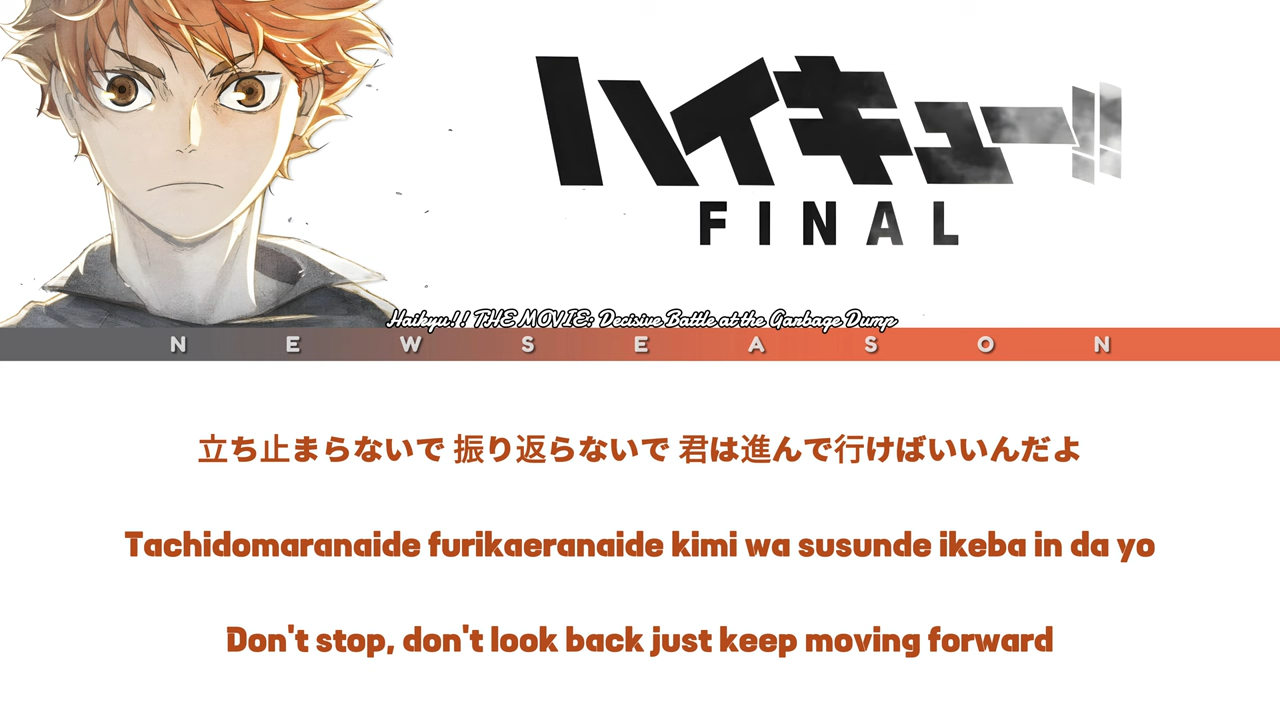 ハイキュー!!
FINAL
Haikyu!! THE MOVIE: Decisive Battle at the Garbage Dump
NEW SEASON
立ち止まらないで 振り返らないで 君は進んで行けばいいんだよ
Tachidomaranaide furikaeranaide kimi wa susunde ikeba in da yo
Don't stop, don't look back just keep moving forward